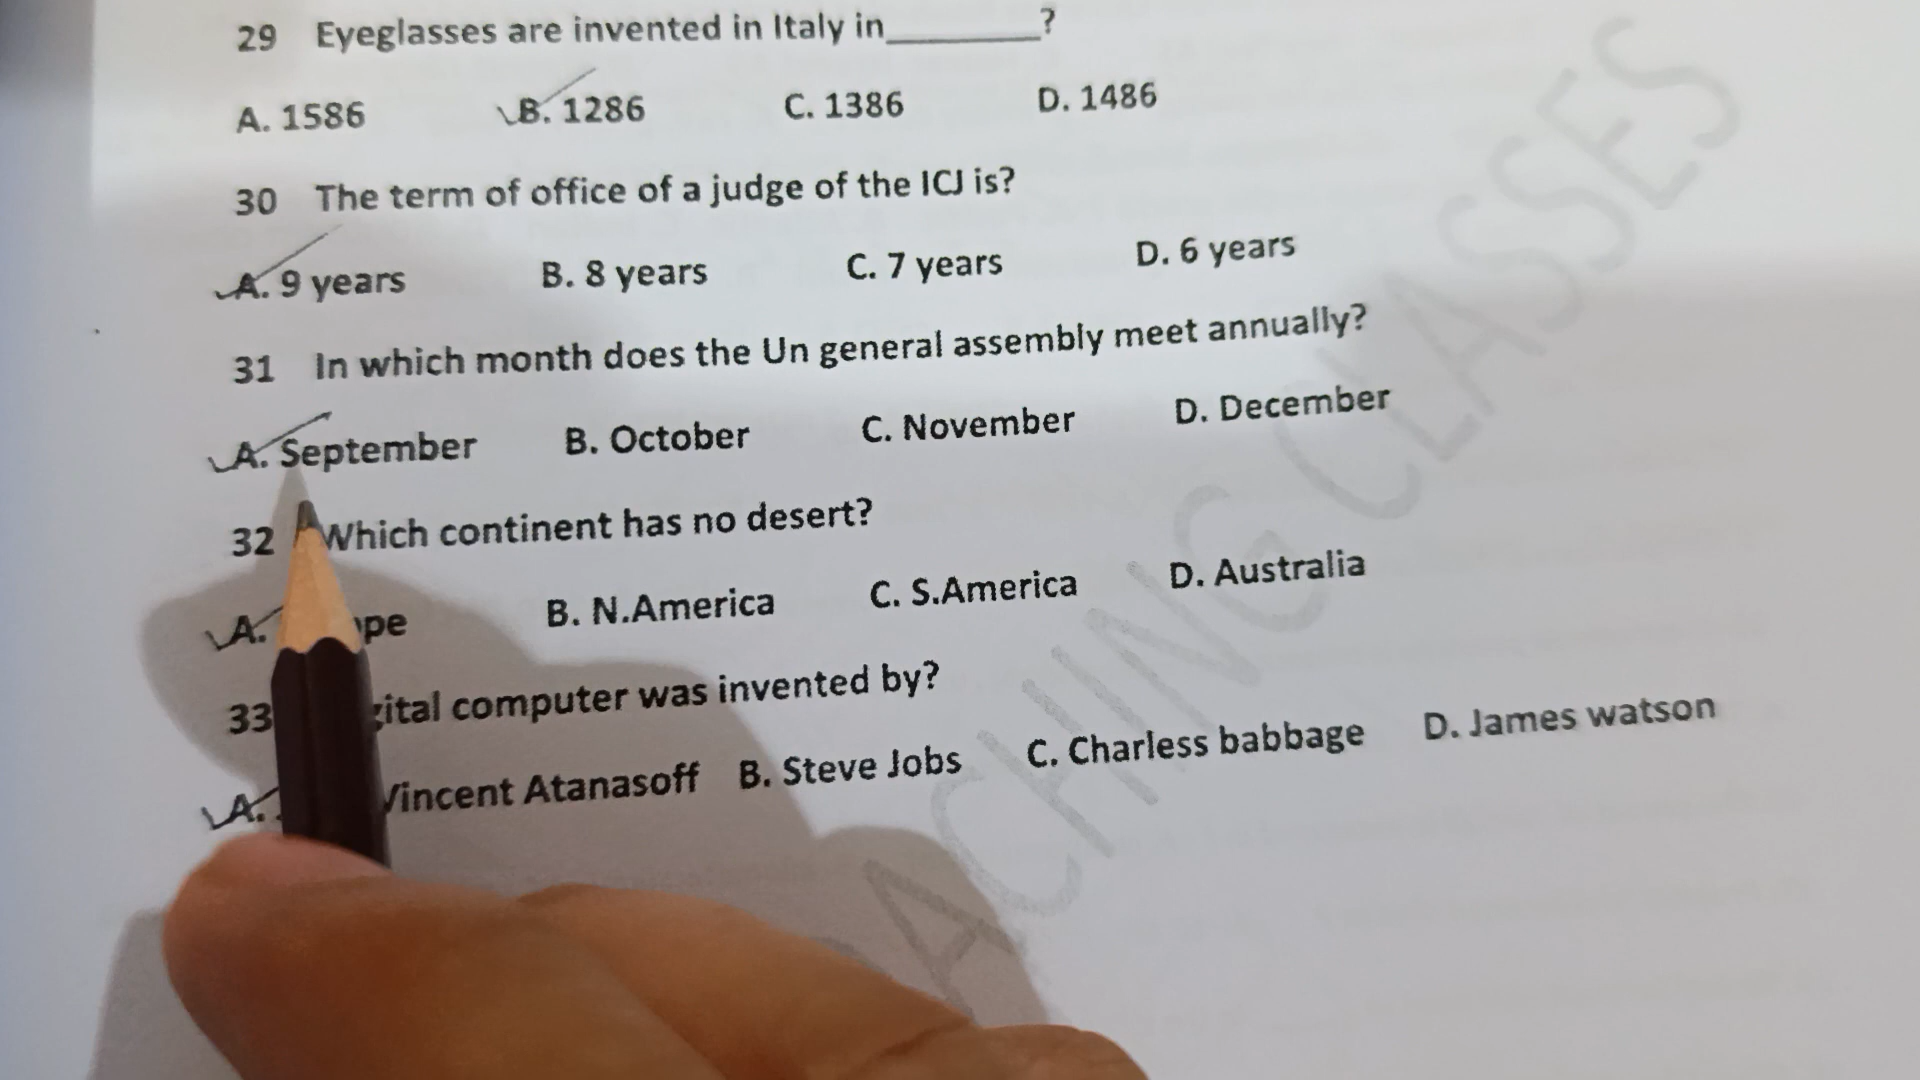 29 Eyeglasses are invented in Italy in________?
A. 1586 B. 1286 C. 1386 D. 1486
30 The term of office of a judge of the ICJ is?
A. 9 years B. 8 years C. 7 years D. 6 years
31 In which month does the Un general assembly meet annually?
A. September B. October C. November D. December
32 Which continent has no desert?
A. pe B. N.America C. S.America D. Australia
33 gital computer was invented by?
A. Vincent Atanasoff B. Steve Jobs C. Charless babbage D. James watson
ACHING CLASSES